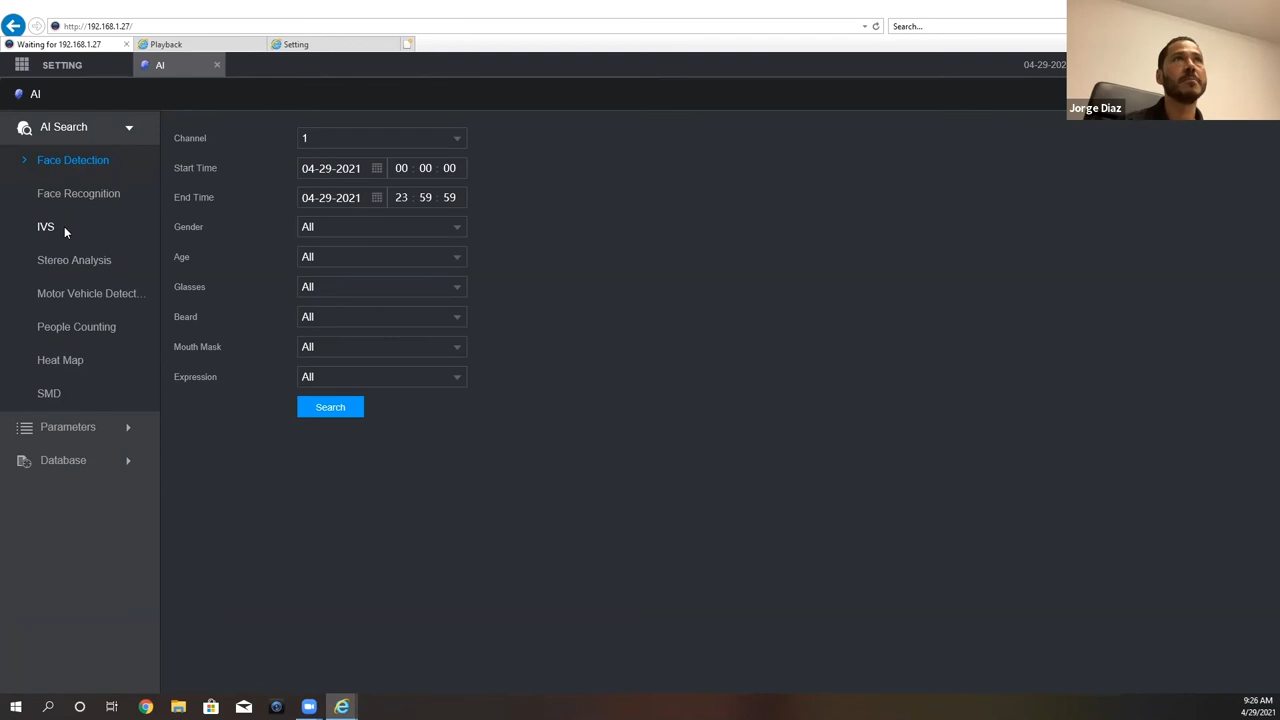 http://192.168.1.27/
Search...
Waiting for 192.168.1.27
Playback
Setting
SETTING
AI
04-29-202
Jorge Diaz
AI
AI Search
Face Detection
Face Recognition
IVS
Stereo Analysis
Motor Vehicle Detect...
People Counting
Heat Map
SMD
Parameters
Database
Channel 1
Start Time 04-29-2021 00 : 00 : 00
End Time 04-29-2021 23 : 59 : 59
Gender All
Age All
Glasses All
Beard All
Mouth Mask All
Expression All
Search
9:26 AM
4/29/2021